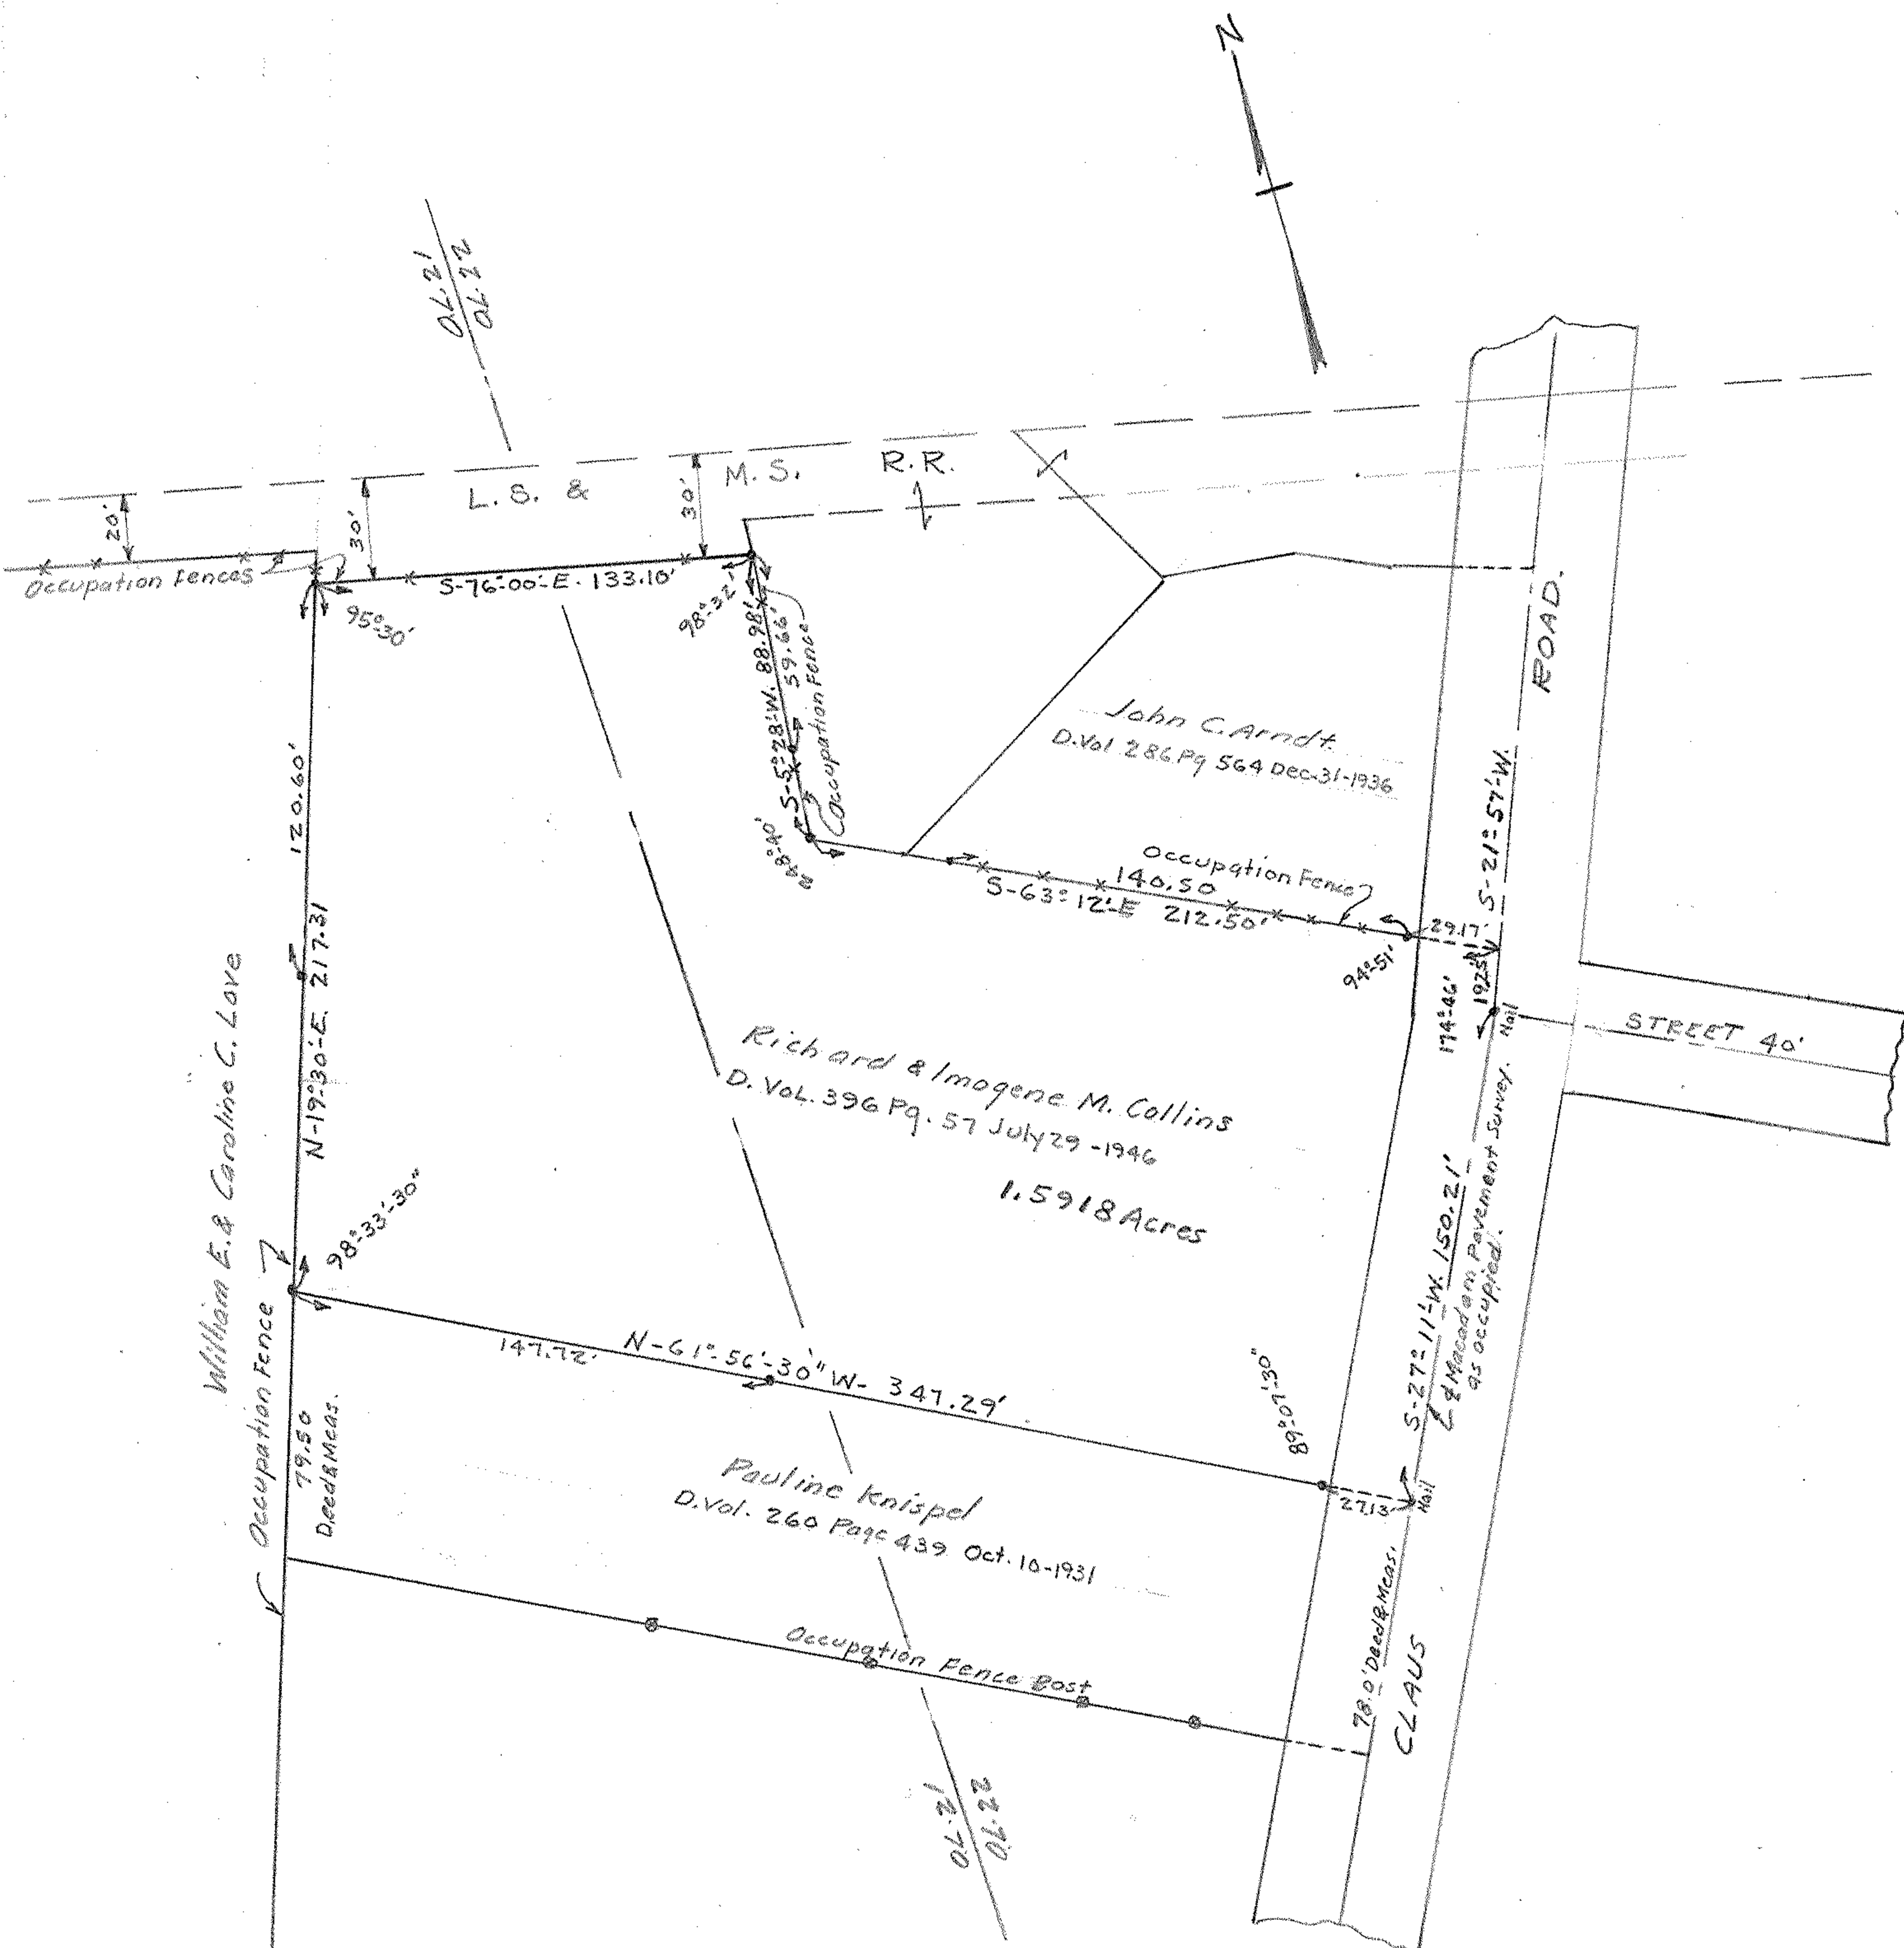 N
O.L. 21
O.L. 22
L. S. & M. S. R.R.
20'
30'
30'
Occupation Fences
S-76°-00'-E. 133.10'
95°-30'
98°-32'
S-5°-28'-W. 88.98'
59.66'
Occupation Fence
John C. Arndt
D.Vol 286 Pg 564 Dec-31-1936
ROAD.
S-21°-57'-W.
120.60'
Occupation Fence
140.50
S-63°-12'-E 212.50'
29.17'
94°-51'
19.25'
174°-46'
Nail
STREET 40'
N-19°-30'-E. 217.31
William E. & Caroline C. Love
Richard & Imogene M. Collins
D. Vol. 396 Pg. 57 July 29-1946
1.5918 Acres
S-27°-11'-W. 150.21'
₵ Macadam Pavement Survey.
as occupied.
98°-33'-30"
Occupation Fence
147.72'
N-61°-56'-30" W- 347.29'
89°-07'-30"
27.13'
Nail
79.50
Deed & Meas.
Pauline Knispel
D.Vol. 260 Page 439 Oct. 10-1931
Occupation Fence Post
78.0' Deed & Meas.
CLAUS
O.L. 21
O.L. 22